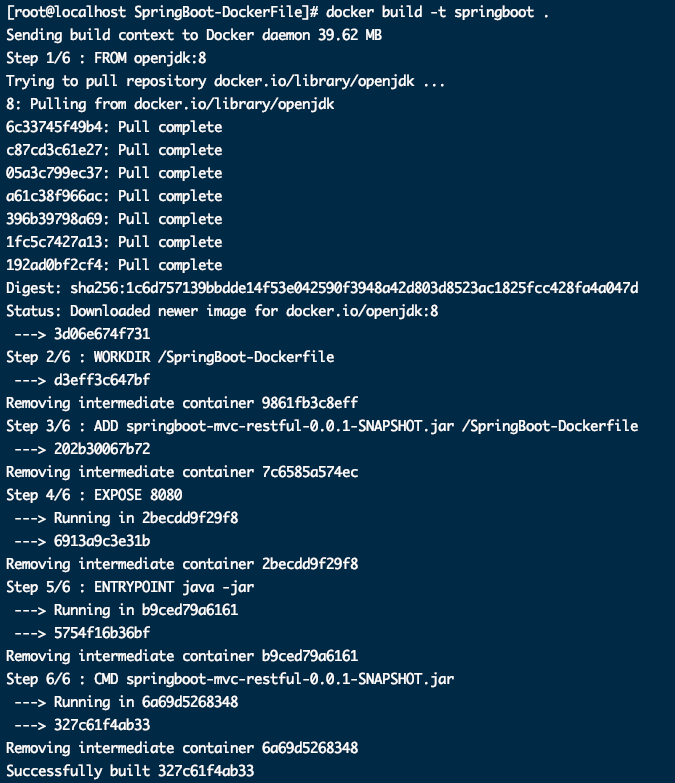 [root@localhost SpringBoot-DockerFile]# docker build -t springboot .
Sending build context to Docker daemon 39.62 MB
Step 1/6 : FROM openjdk:8
Trying to pull repository docker.io/library/openjdk ...
8: Pulling from docker.io/library/openjdk
6c33745f49b4: Pull complete
c87cd3c61e27: Pull complete
05a3c799ec37: Pull complete
a61c38f966ac: Pull complete
396b39798a69: Pull complete
1fc5c7427a13: Pull complete
192ad0bf2cf4: Pull complete
Digest: sha256:1c6d757139bbdde14f53e042590f3948a42d803d8523ac1825fcc428fa4a047d
Status: Downloaded newer image for docker.io/openjdk:8
 ---> 3d06e674f731
Step 2/6 : WORKDIR /SpringBoot-Dockerfile
 ---> d3eff3c647bf
Removing intermediate container 9861fb3c8eff
Step 3/6 : ADD springboot-mvc-restful-0.0.1-SNAPSHOT.jar /SpringBoot-Dockerfile
 ---> 202b30067b72
Removing intermediate container 7c6585a574ec
Step 4/6 : EXPOSE 8080
 ---> Running in 2becdd9f29f8
 ---> 6913a9c3e31b
Removing intermediate container 2becdd9f29f8
Step 5/6 : ENTRYPOINT java -jar
 ---> Running in b9ced79a6161
 ---> 5754f16b36bf
Removing intermediate container b9ced79a6161
Step 6/6 : CMD springboot-mvc-restful-0.0.1-SNAPSHOT.jar
 ---> Running in 6a69d5268348
 ---> 327c61f4ab33
Removing intermediate container 6a69d5268348
Successfully built 327c61f4ab33